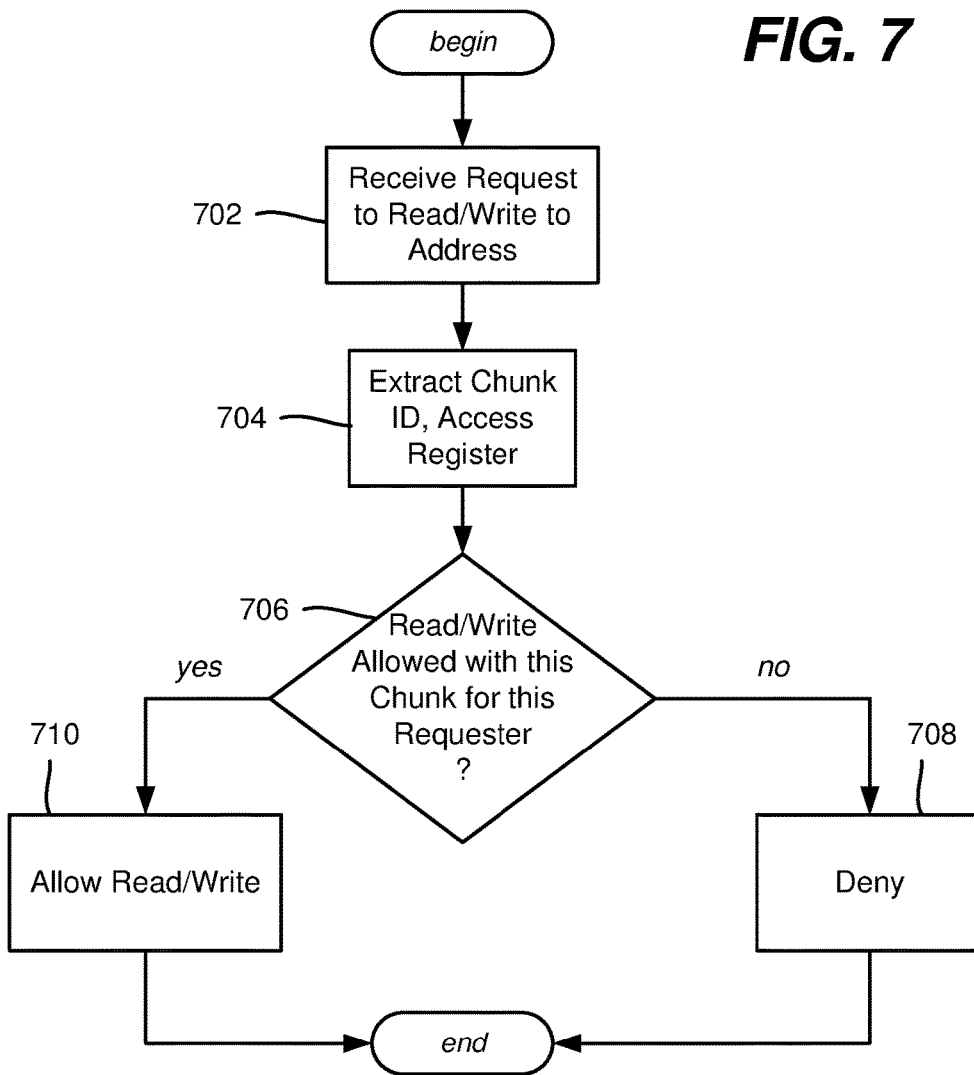 FIG. 7
begin
Receive Request
to Read/Write to
Address
702
Extract Chunk
ID, Access
Register
704
706
Read/Write
Allowed with this
Chunk for this
Requester
?
yes
no
710
708
Allow Read/Write
Deny
end